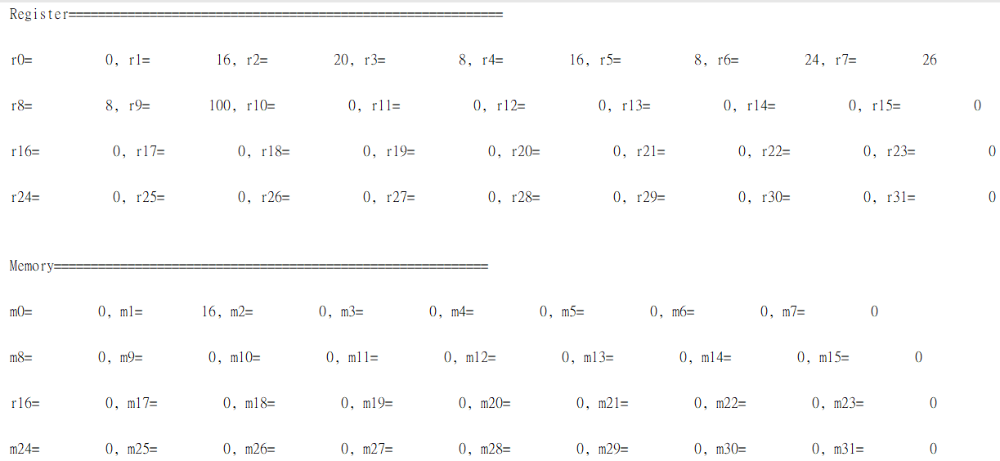 Register===========================================================
r0= 0, r1= 16, r2= 20, r3= 8, r4= 16, r5= 8, r6= 24, r7= 26
r8= 8, r9= 100, r10= 0, r11= 0, r12= 0, r13= 0, r14= 0, r15= 0
r16= 0, r17= 0, r18= 0, r19= 0, r20= 0, r21= 0, r22= 0, r23= 0
r24= 0, r25= 0, r26= 0, r27= 0, r28= 0, r29= 0, r30= 0, r31= 0
Memory===========================================================
m0= 0, m1= 16, m2= 0, m3= 0, m4= 0, m5= 0, m6= 0, m7= 0
m8= 0, m9= 0, m10= 0, m11= 0, m12= 0, m13= 0, m14= 0, m15= 0
r16= 0, m17= 0, m18= 0, m19= 0, m20= 0, m21= 0, m22= 0, m23= 0
m24= 0, m25= 0, m26= 0, m27= 0, m28= 0, m29= 0, m30= 0, m31= 0